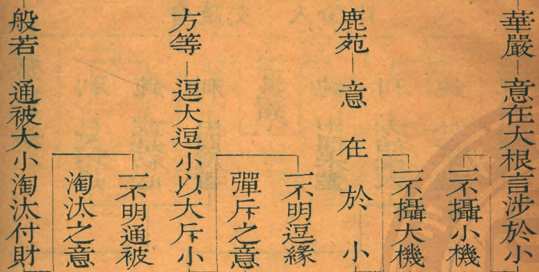 華嚴―意在大根言涉於小
一不攝小機
一不攝大機
鹿苑―意在於小
一不明逗緣
彈斥之意
方等―逗大逗小以大斥小
一不明通被
淘汰之意
般若―通被大小淘汰付財